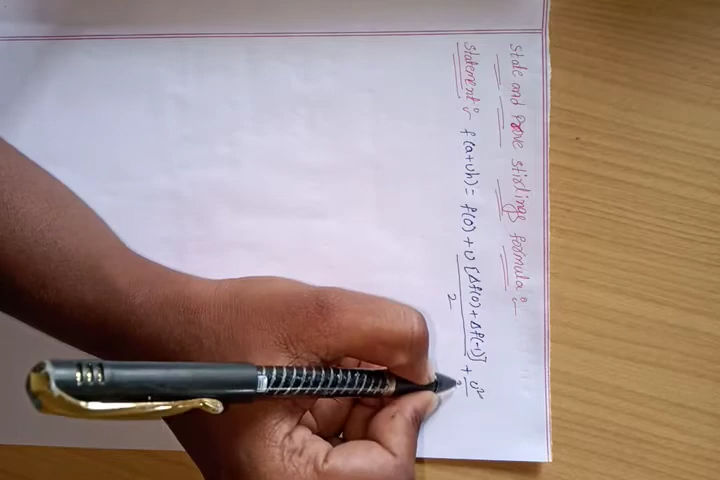 State and Prove stirlings formula :-
Statement :- f(a+uh) = f(0) + u [Δf(0) + Δf(-1)] / 2 + u²